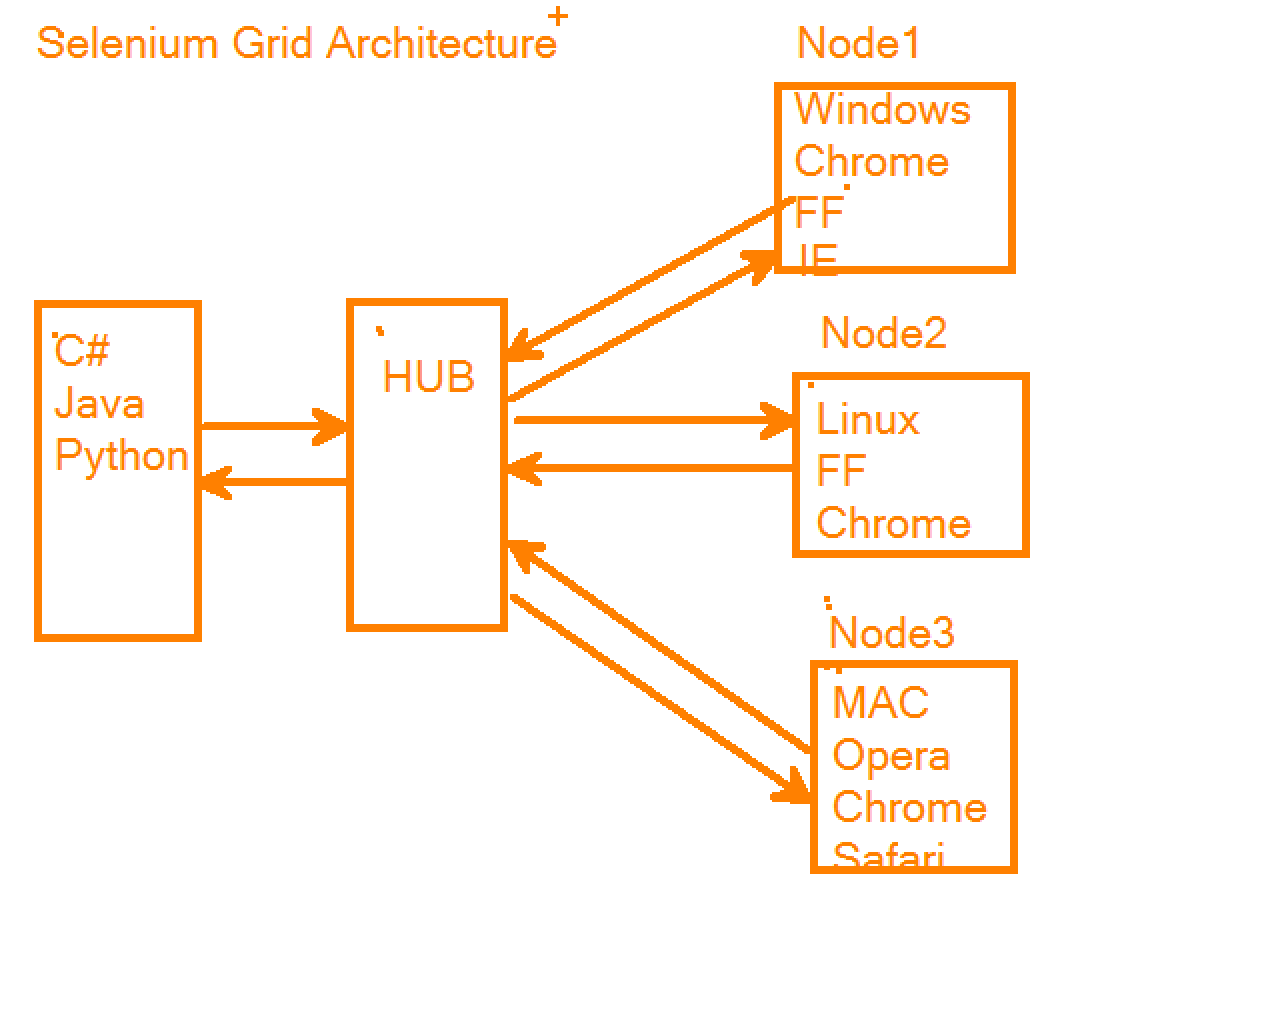 Selenium Grid Architecture
Node1
Windows
Chrome
FF
IE
C#
Java
Python
HUB
Node2
Linux
FF
Chrome
Node3
MAC
Opera
Chrome
Safari